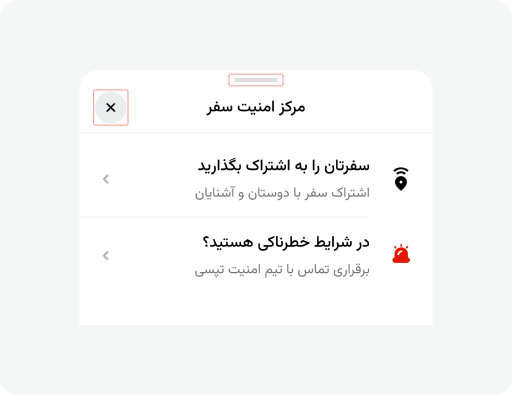 مرکز امنیت سفر
سفرتان را به اشتراک بگذارید
اشتراک سفر با دوستان و آشنایان
در شرایط خطرناکی هستید؟
برقراری تماس با تیم امنیت تپسی